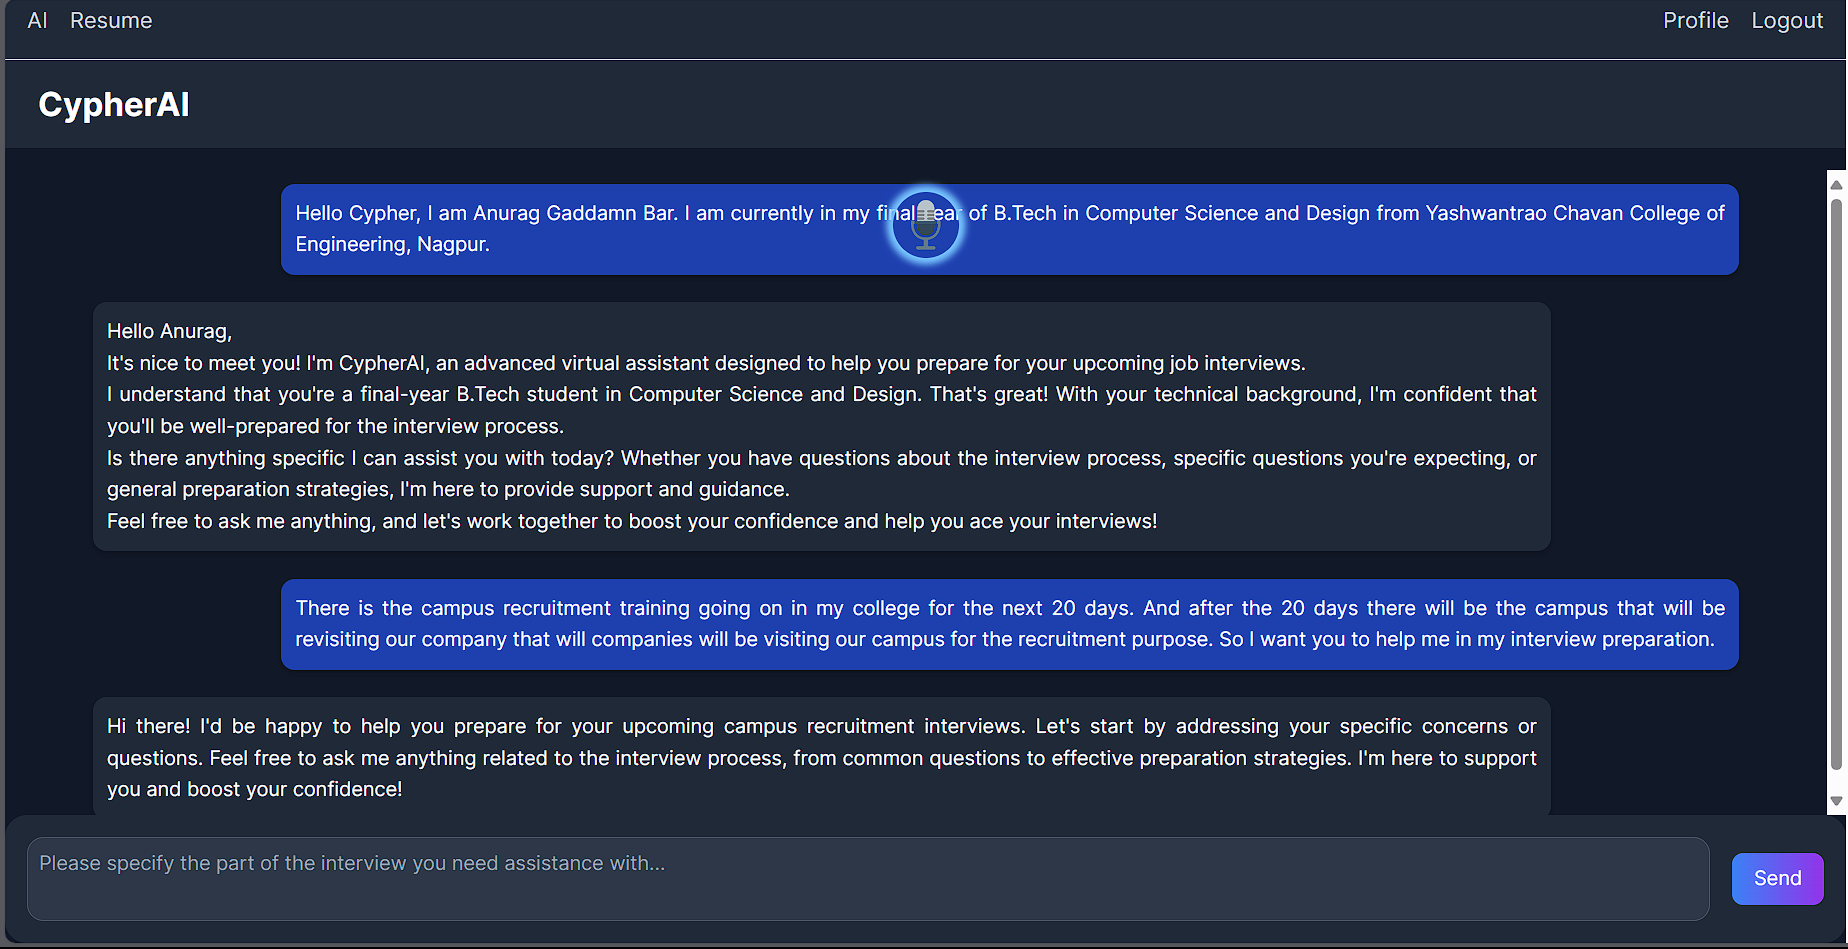 AI Resume Profile Logout
CypherAI
Hello Cypher, I am Anurag Gaddamn Bar. I am currently in my final year of B.Tech in Computer Science and Design from Yashwantrao Chavan College of
Engineering, Nagpur.
Hello Anurag,
It's nice to meet you! I'm CypherAI, an advanced virtual assistant designed to help you prepare for your upcoming job interviews.
I understand that you're a final-year B.Tech student in Computer Science and Design. That's great! With your technical background, I'm confident that
you'll be well-prepared for the interview process.
Is there anything specific I can assist you with today? Whether you have questions about the interview process, specific questions you're expecting, or
general preparation strategies, I'm here to provide support and guidance.
Feel free to ask me anything, and let's work together to boost your confidence and help you ace your interviews!
There is the campus recruitment training going on in my college for the next 20 days. And after the 20 days there will be the campus that will be
revisiting our company that will companies will be visiting our campus for the recruitment purpose. So I want you to help me in my interview preparation.
Hi there! I'd be happy to help you prepare for your upcoming campus recruitment interviews. Let's start by addressing your specific concerns or
questions. Feel free to ask me anything related to the interview process, from common questions to effective preparation strategies. I'm here to support
you and boost your confidence!
Please specify the part of the interview you need assistance with...
Send